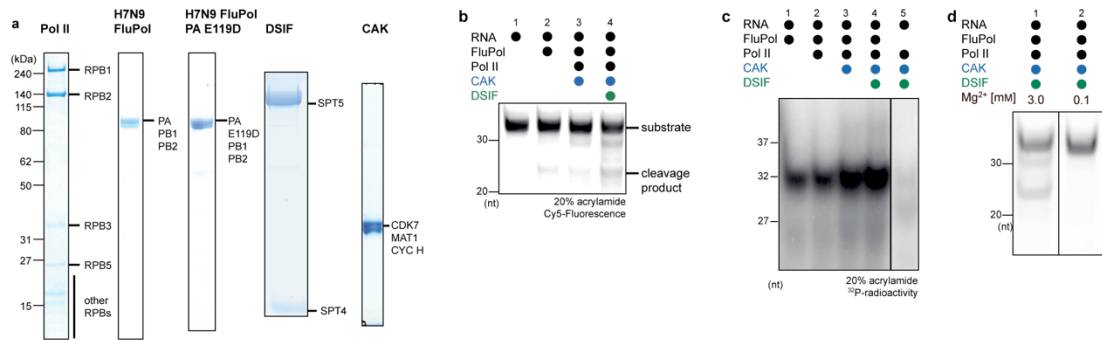 a
Pol II
H7N9
FluPol
H7N9 FluPol
PA E119D
DSIF
CAK
(kDa)
240
140
115
80
62
50
31
27
15
RPB1
RPB2
RPB3
RPB5
other
RPBs
PA
PB1
PB2
PA
E119D
PB1
PB2
SPT5
SPT4
CDK7
MAT1
CYC H
b
1 2 3 4
RNA
FluPol
Pol II
CAK
DSIF
30
20
(nt)
substrate
cleavage
product
20% acrylamide
Cy5-Fluorescence
c
1 2 3 4 5
RNA
FluPol
Pol II
CAK
DSIF
37
32
27
(nt)
20% acrylamide
³²P-radioactivity
d
1 2
RNA
FluPol
Pol II
CAK
DSIF
Mg²⁺ [mM] 3.0 0.1
30
20
(nt)